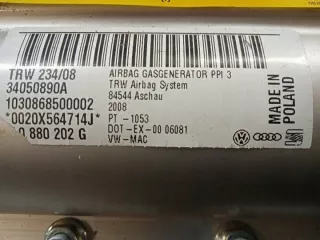 TRW 234/08
34050890A
1030868500002
*0020X564714J*
0 880 202 G
AIRBAG GASGENERATOR PPI 3
TRW Airbag System
84544 Aschau
2008
PT -1053
DOT-EX-00 06081
VW-MAC
MADE IN
POLAND